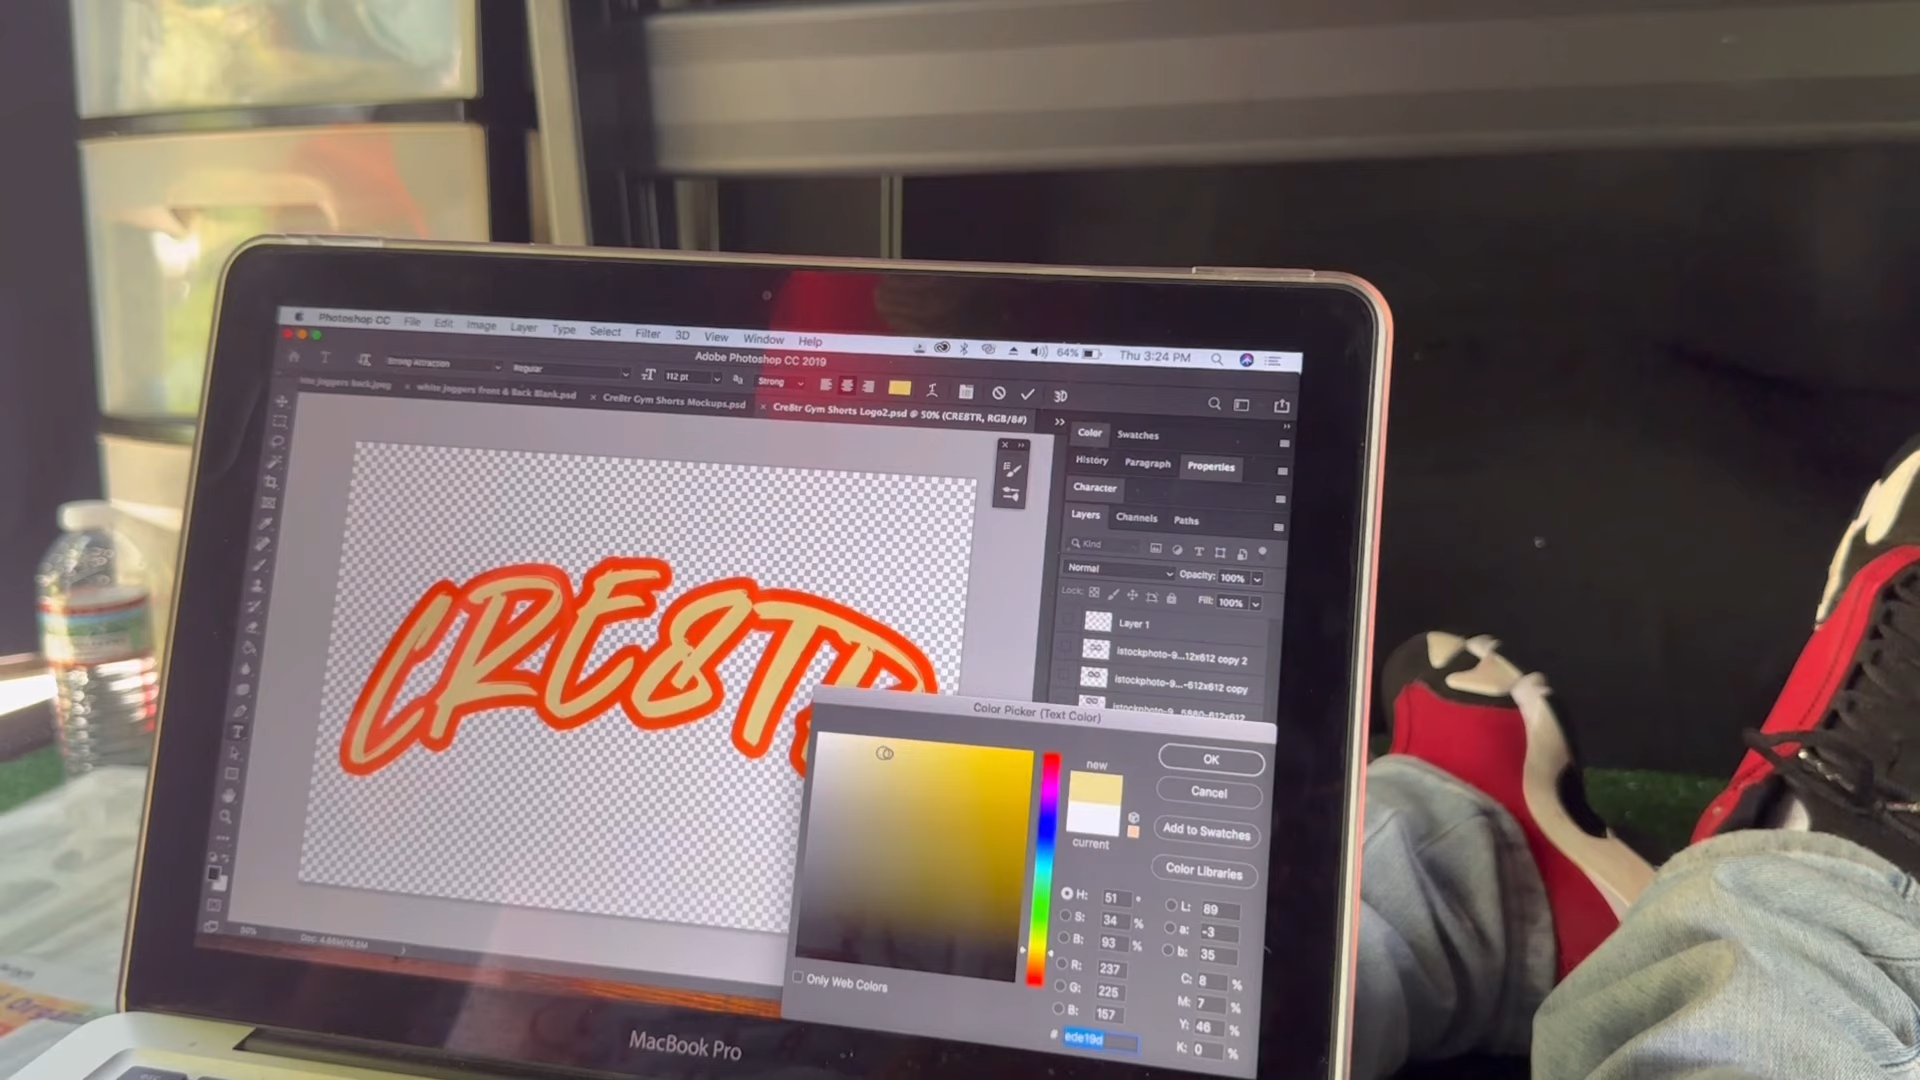 Photoshop CC File Edit Image Layer Type Select Filter 3D View Window Help
64% Thu 3:24 PM
Adobe Photoshop CC 2019
Strong Attraction Regular 112 pt Strong 3D
white joggers front & Back Blank.psd × Cre8tr Gym Shorts Mockups.psd × Cre8tr Gym Shorts Logo2.psd @ 50% (CRE8TR, RGB/8#)
Color Swatches
History Paragraph Properties
Character
Layers Channels Paths
Kind
Normal Opacity: 100%
Lock: Fill: 100%
Layer 1
istockphoto-9...12x612 copy 2
istockphoto-9...-612x612 copy
CRE8TR
Color Picker (Text Color)
new
current
OK
Cancel
Add to Swatches
Color Libraries
H: 51 °
S: 34 %
B: 93 %
R: 237
G: 225
B: 157
# ede19d
L: 89
a: -3
b: 35
C: 8 %
M: 7 %
Y: 46 %
K: 0 %
Only Web Colors
50%
MacBook Pro